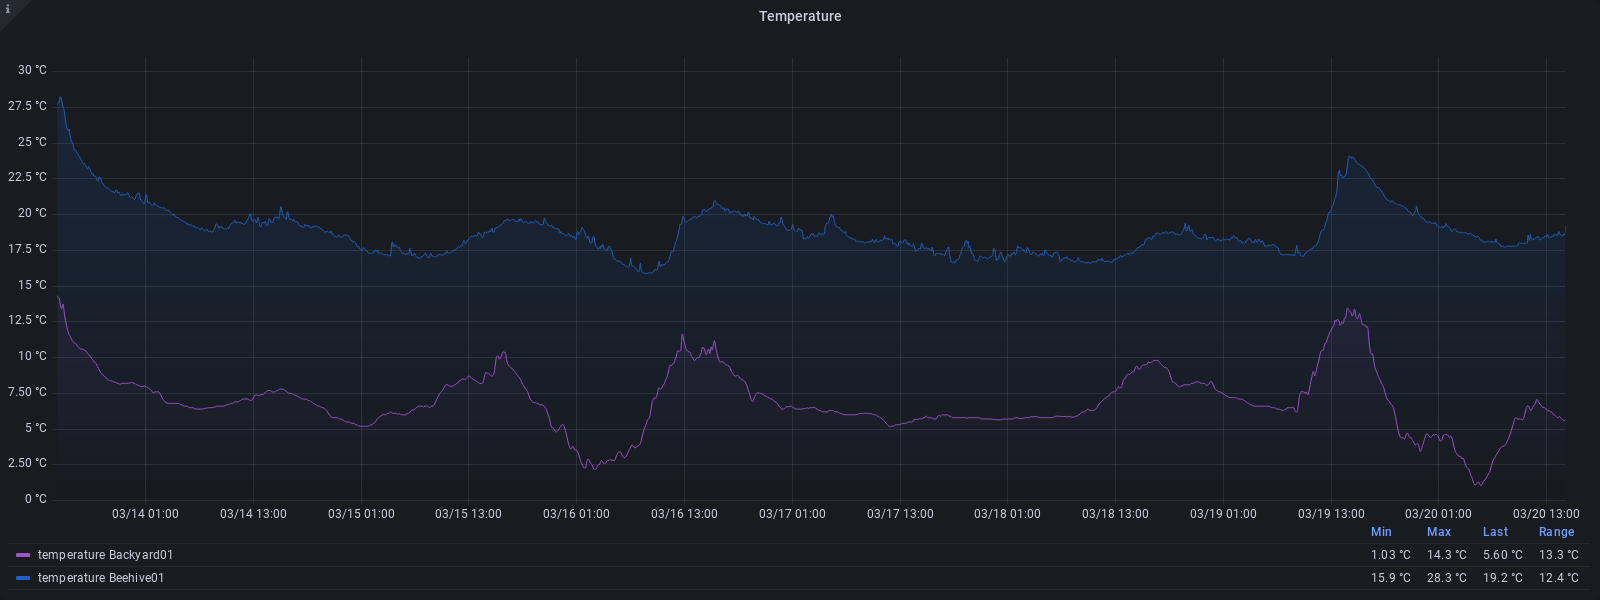 i
Temperature
30 °C
27.5 °C
25 °C
22.5 °C
20 °C
17.5 °C
15 °C
12.5 °C
10 °C
7.50 °C
5 °C
2.50 °C
0 °C
03/14 01:00 03/14 13:00 03/15 01:00 03/15 13:00 03/16 01:00 03/16 13:00 03/17 01:00 03/17 13:00 03/18 01:00 03/18 13:00 03/19 01:00 03/19 13:00 03/20 01:00 03/20 13:00
Min Max Last Range
temperature Backyard01 1.03 °C 14.3 °C 5.60 °C 13.3 °C
temperature Beehive01 15.9 °C 28.3 °C 19.2 °C 12.4 °C